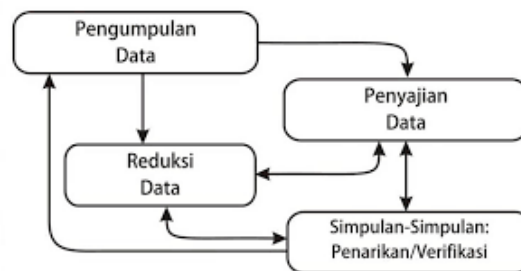 Pengumpulan
Data
Penyajian
Data
Reduksi
Data
Simpulan-Simpulan:
Penarikan/Verifikasi